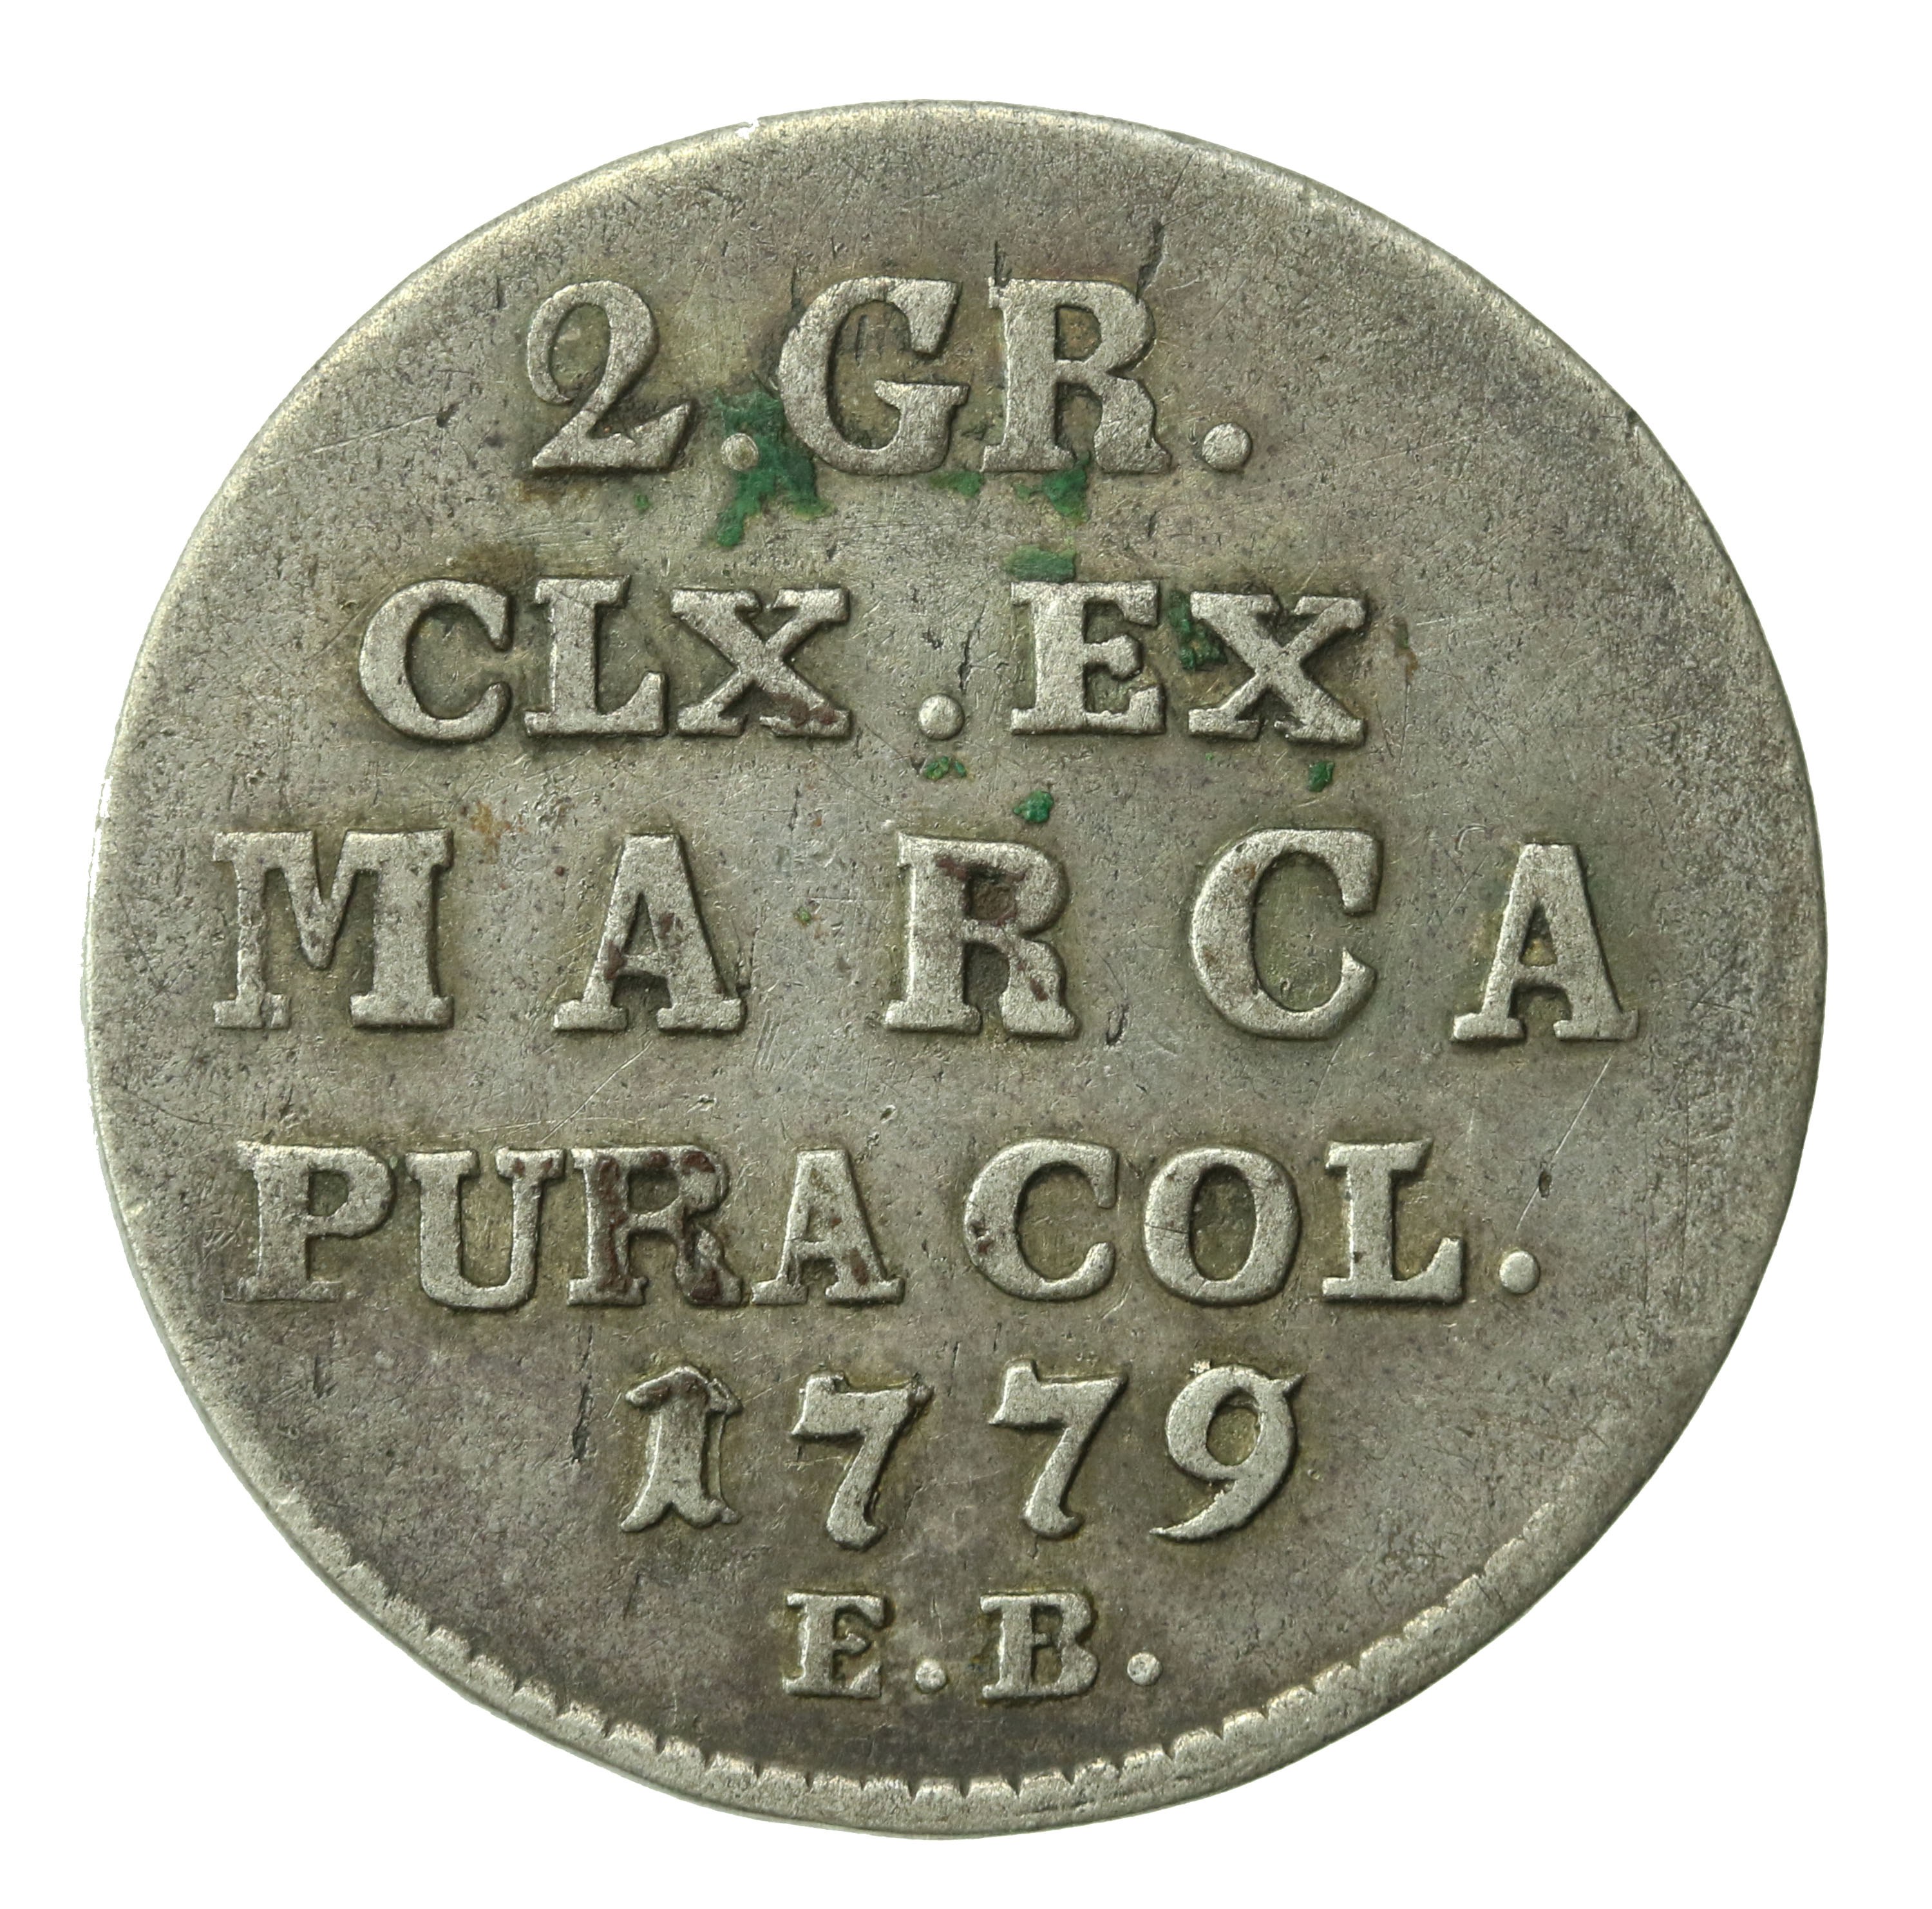 2.GR.
CLX.EX
MARCA
PURA COL.
1779
E.B.